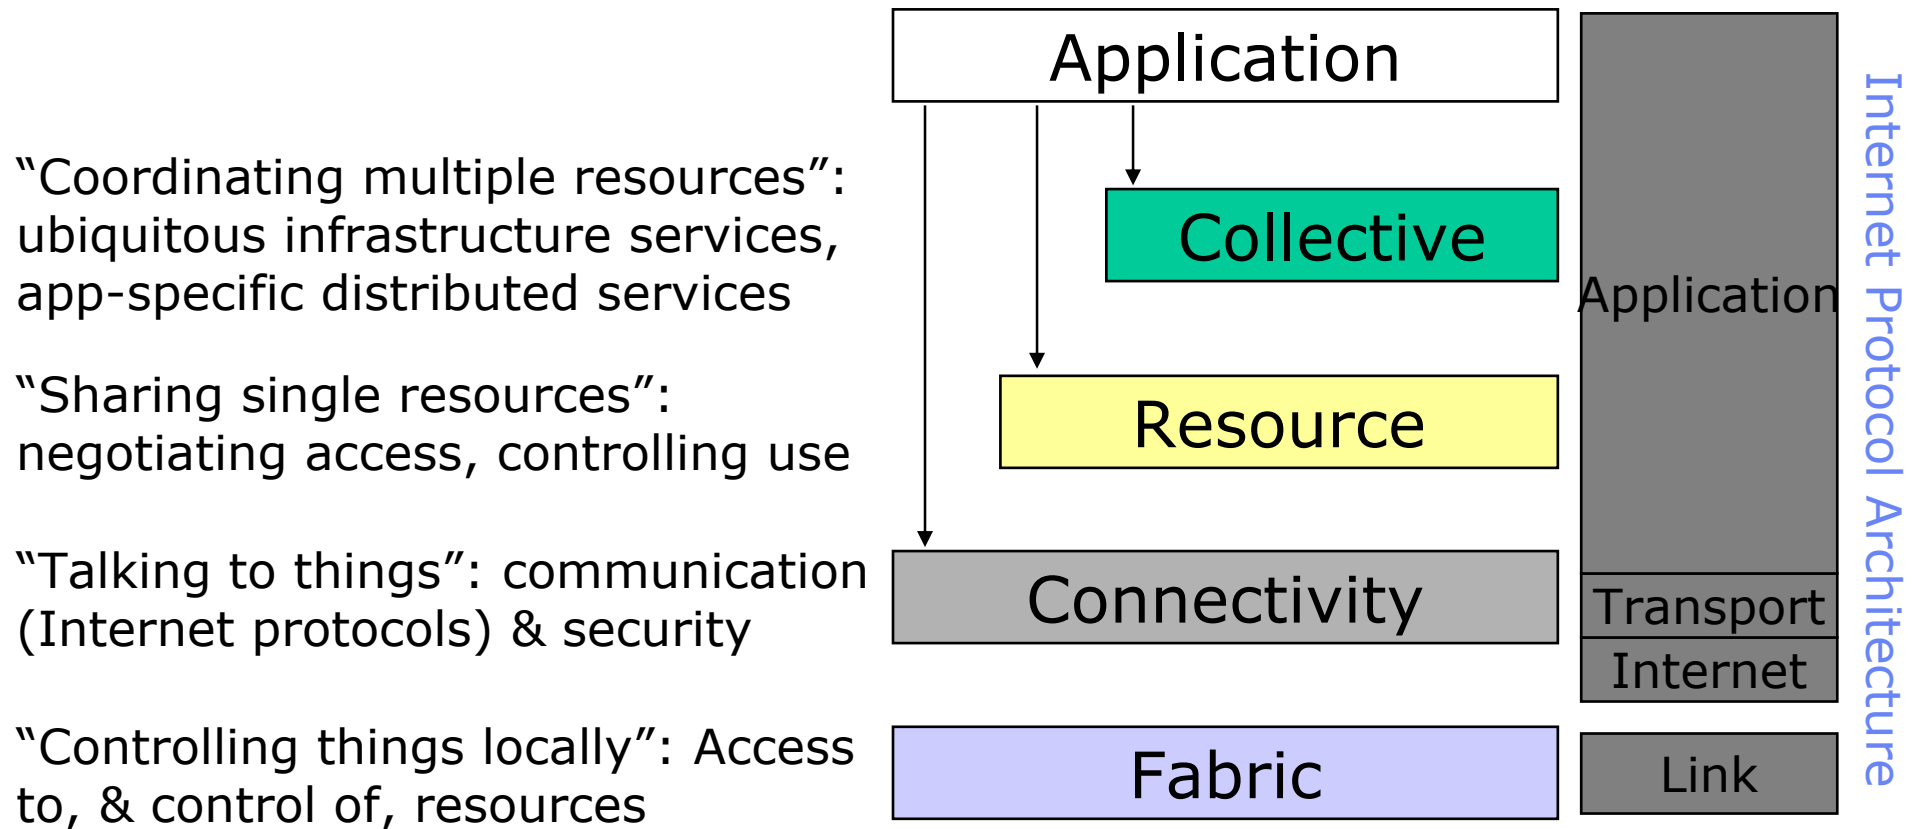 Application
“Coordinating multiple resources”:
ubiquitous infrastructure services,
app-specific distributed services
Collective
“Sharing single resources”:
negotiating access, controlling use
Resource
“Talking to things”: communication
(Internet protocols) & security
Connectivity
“Controlling things locally”: Access
to, & control of, resources
Fabric
Application
Transport
Internet
Link
Internet Protocol Architecture